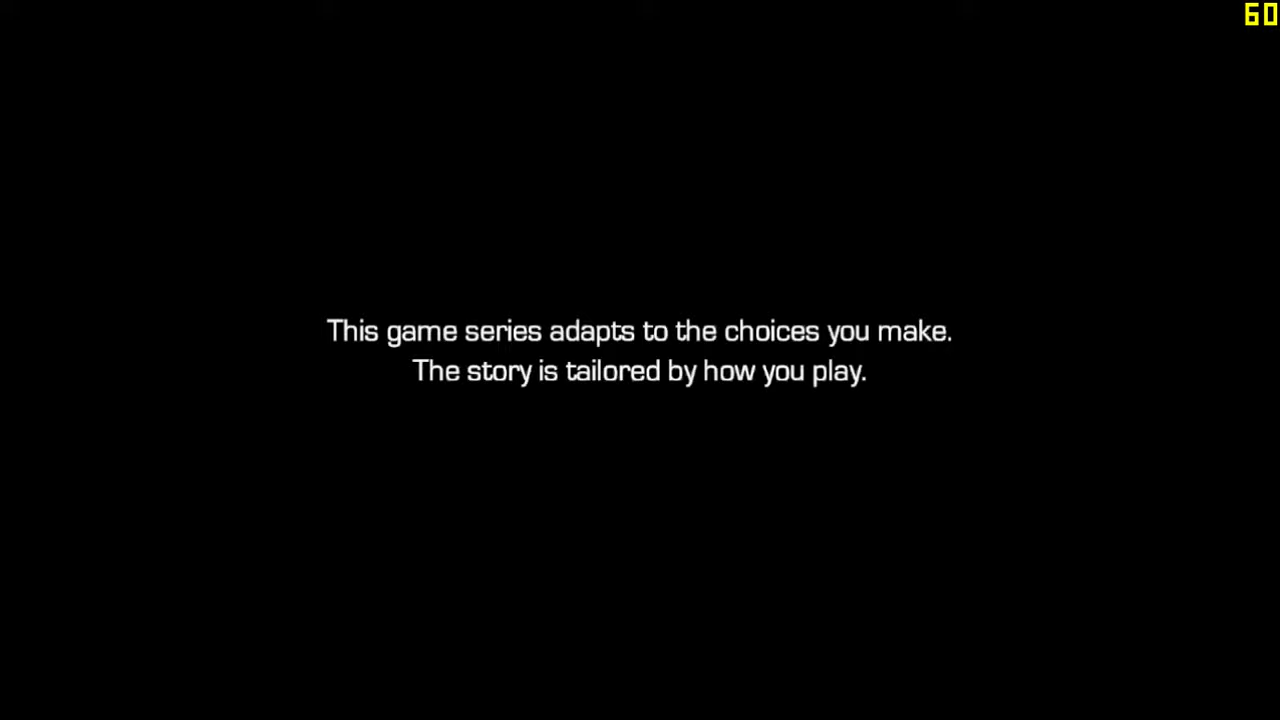 60
This game series adapts to the choices you make.
The story is tailored by how you play.